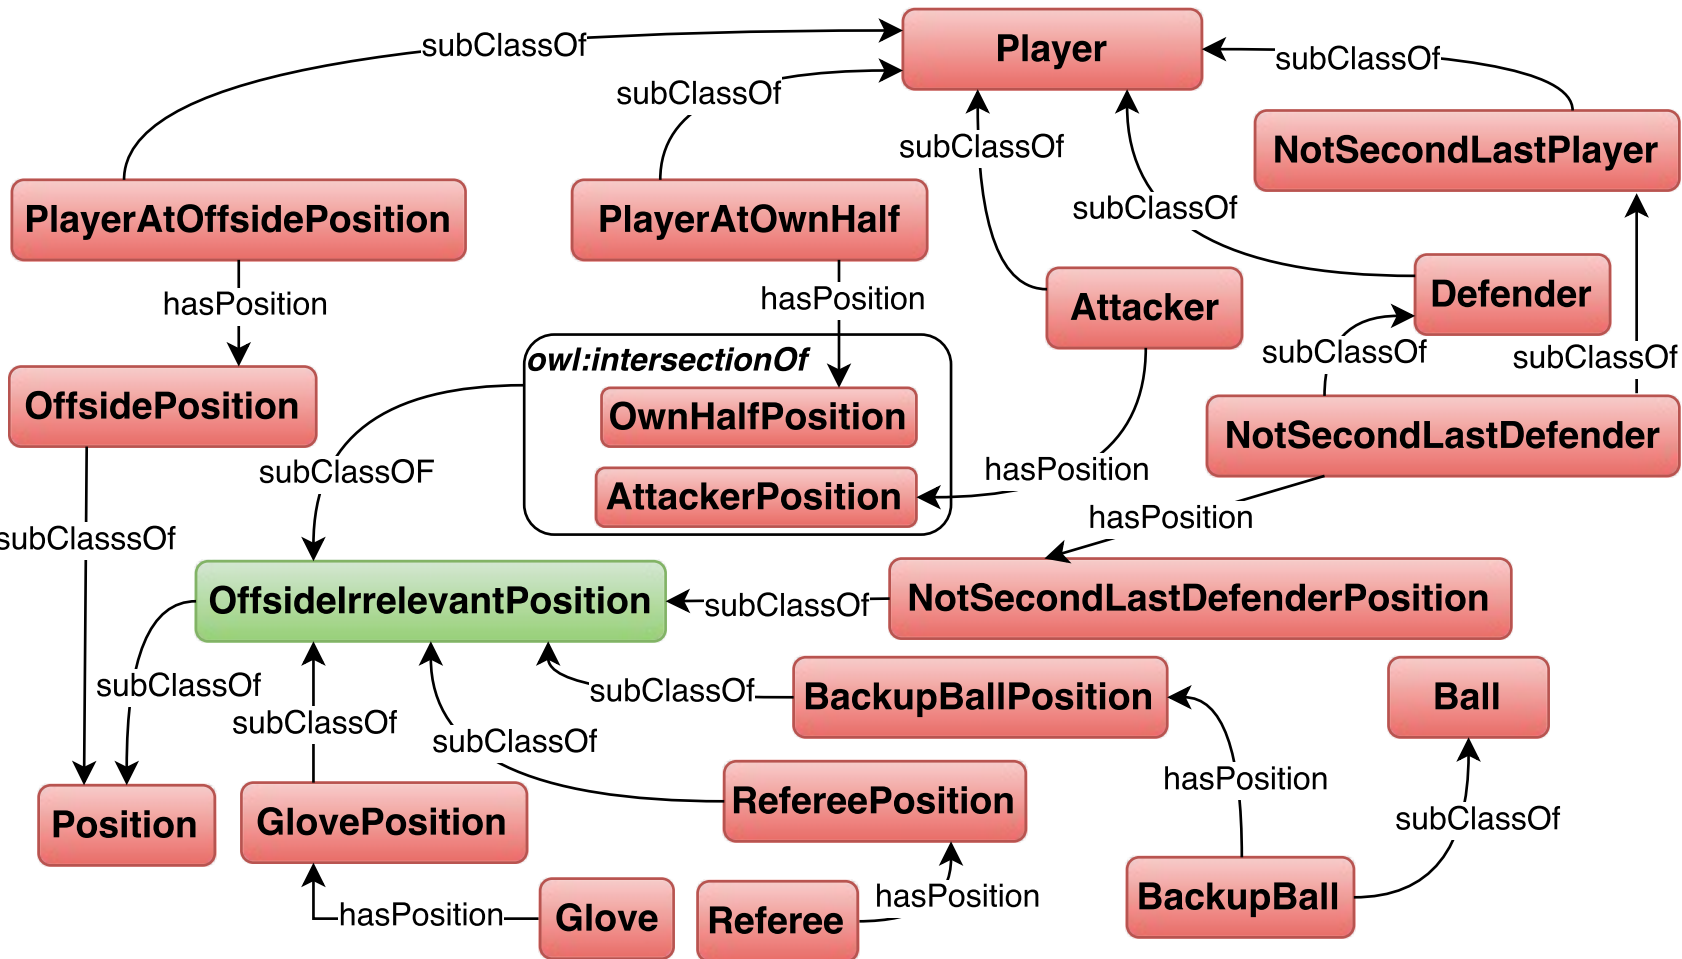 subClassOf
Player
subClassOf
subClassOf
subClassOf
NotSecondLastPlayer
PlayerAtOffsidePosition
PlayerAtOwnHalf
subClassOf
hasPosition
hasPosition
Attacker
Defender
owl:intersectionOf
subClassOf
subClassOf
OffsidePosition
OwnHalfPosition
NotSecondLastDefender
subClassOF
hasPosition
AttackerPosition
hasPosition
subClasssOf
OffsideIrrelevantPosition
subClassOf
NotSecondLastDefenderPosition
subClassOf
subClassOf
BackupBallPosition
Ball
subClassOf
subClassOf
hasPosition
Position
GlovePosition
RefereePosition
subClassOf
hasPosition
Glove
Referee
hasPosition
BackupBall